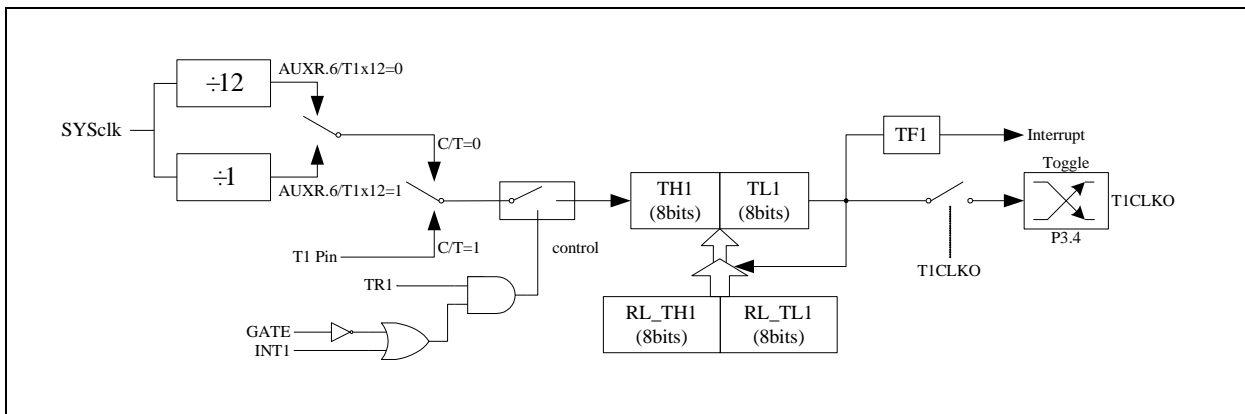 ÷12
AUXR.6/T1x12=0
SYSclk
÷1
AUXR.6/T1x12=1
C/T=0
C/T=1
T1 Pin
control
TR1
GATE
INT1
TH1
(8bits)
TL1
(8bits)
RL_TH1
(8bits)
RL_TL1
(8bits)
TF1
Interrupt
Toggle
T1CLKO
P3.4
T1CLKO